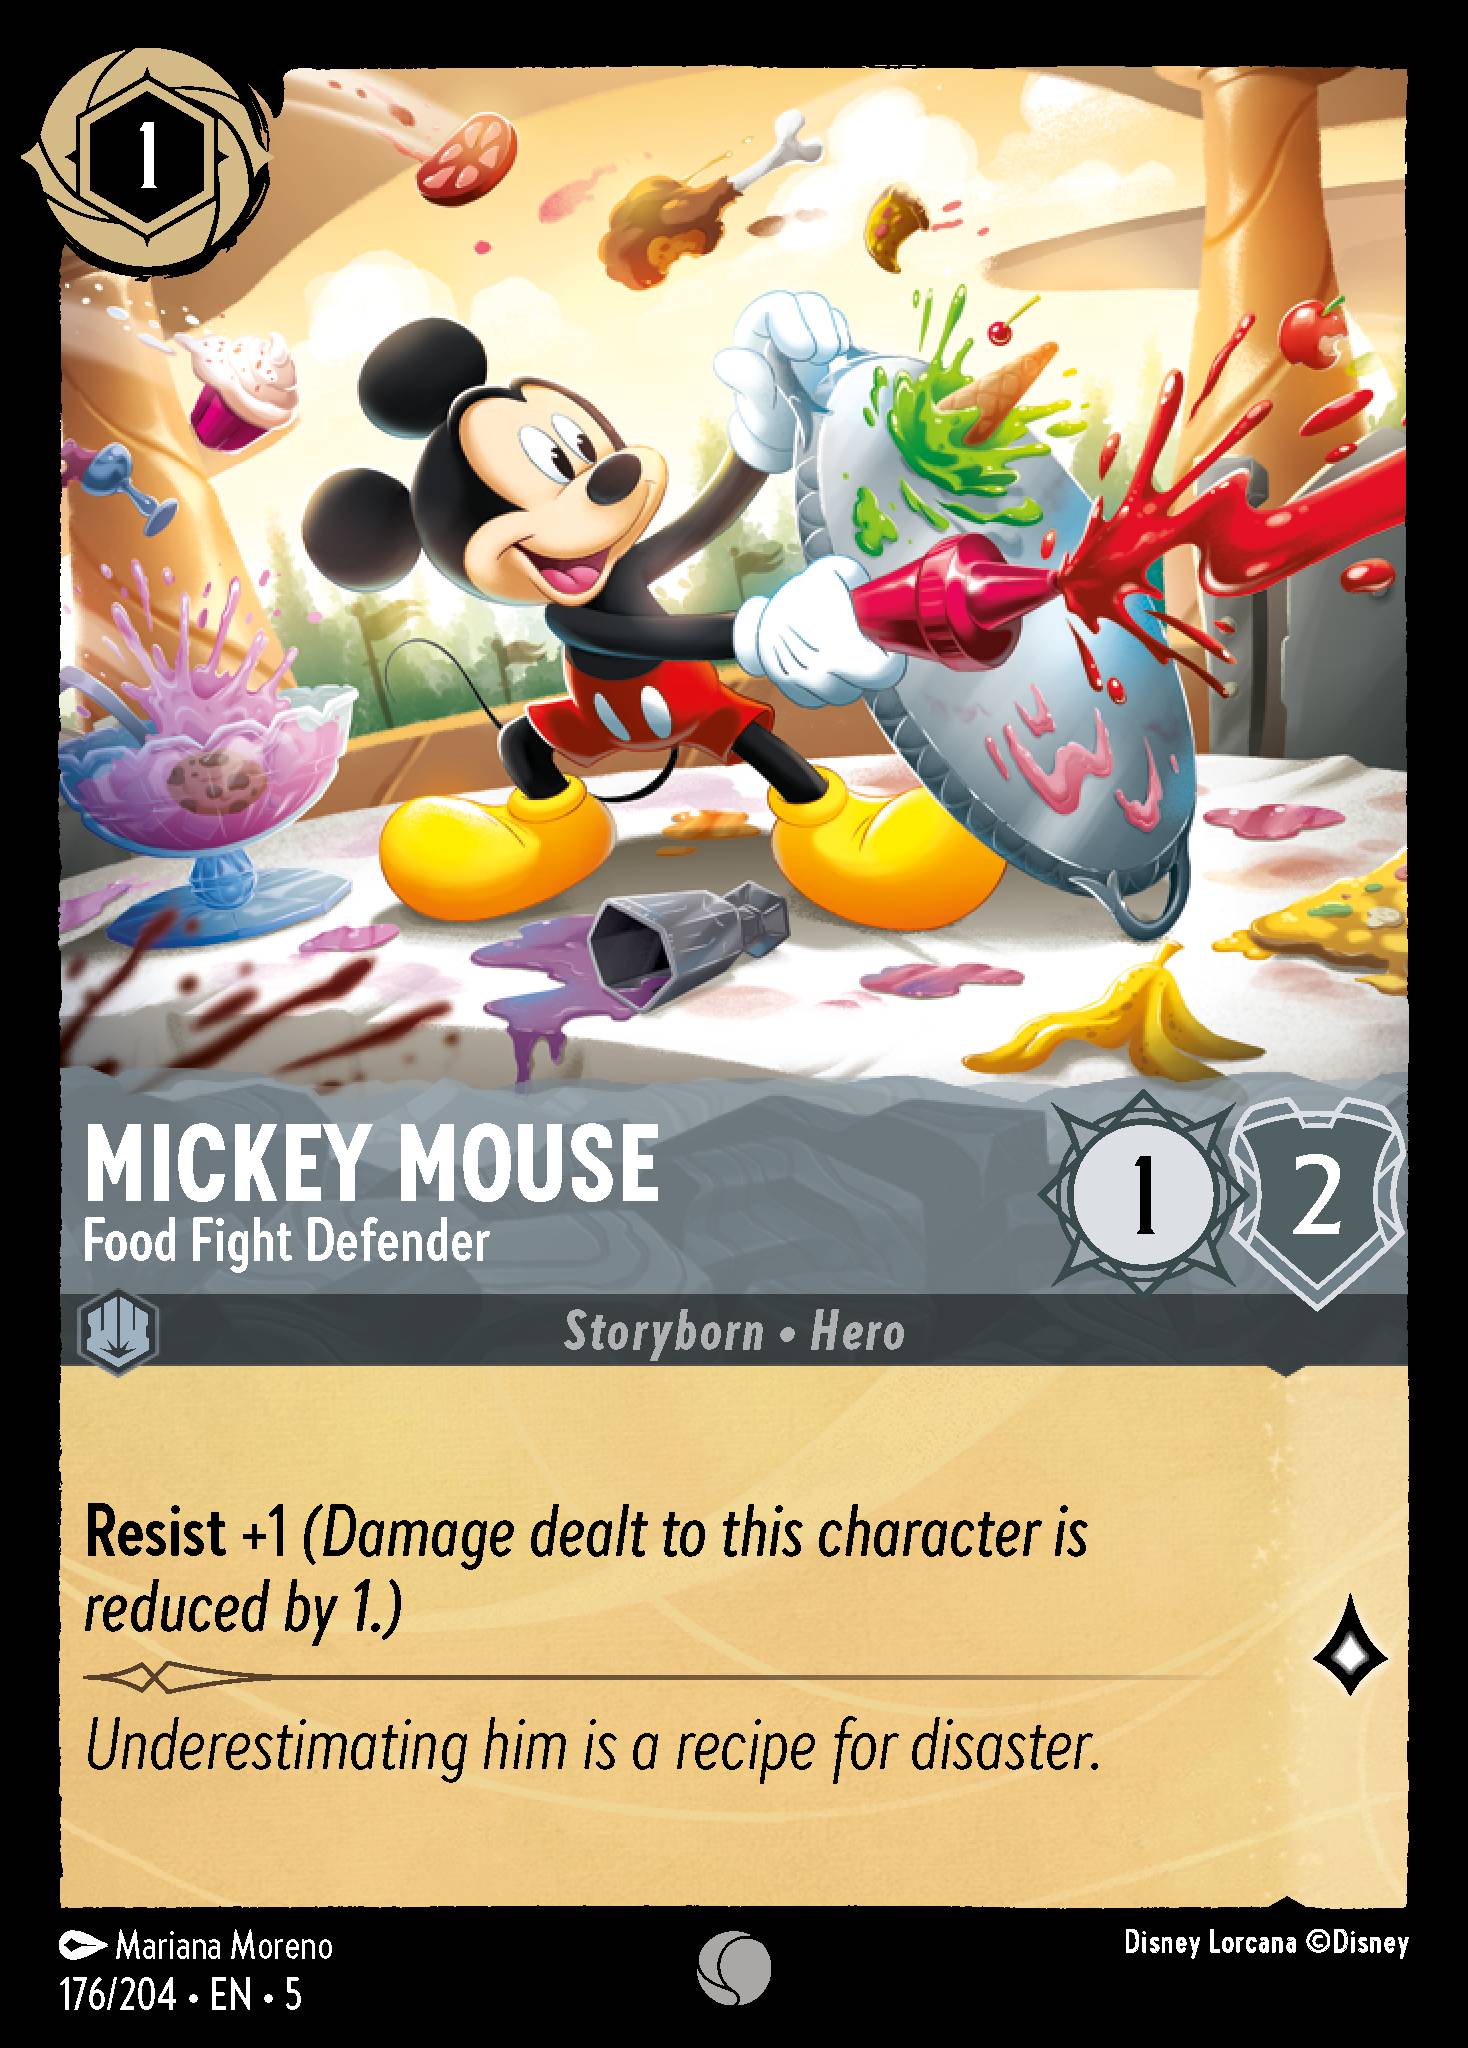 1
MICKEY MOUSE
Food Fight Defender
1
2
Storyborn • Hero
Resist +1 (Damage dealt to this character is
reduced by 1.)
Underestimating him is a recipe for disaster.
Mariana Moreno
Disney Lorcana ©Disney
176/204 • EN • 5